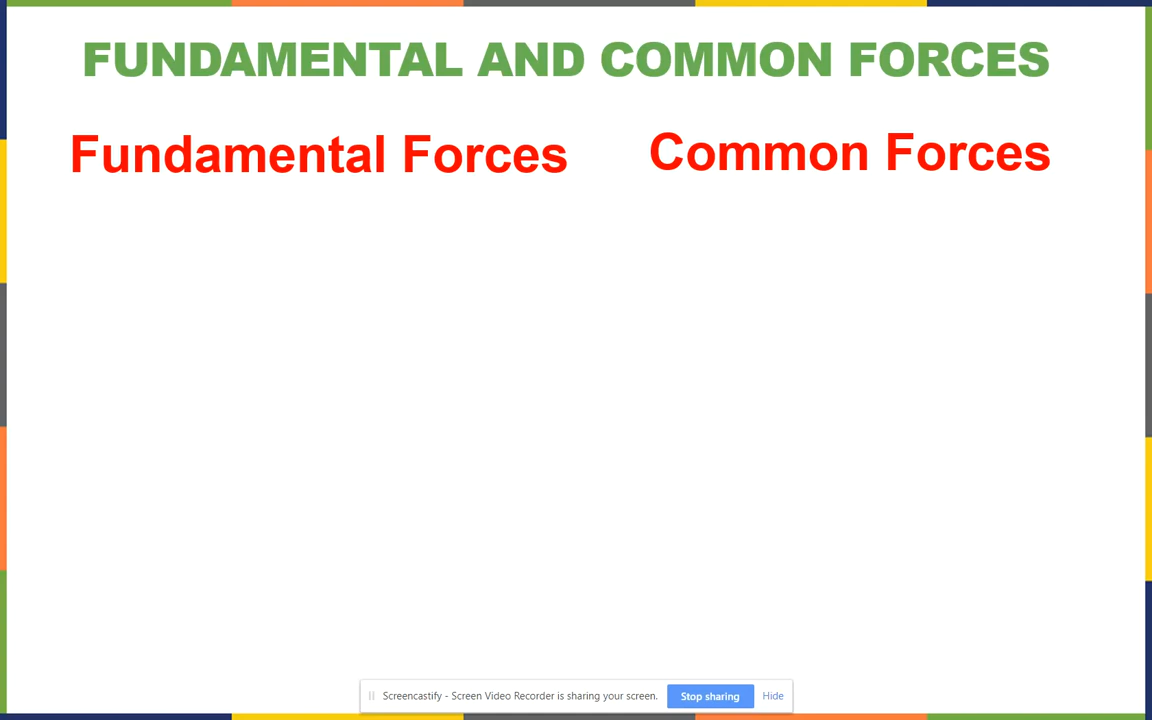 FUNDAMENTAL AND COMMON FORCES
Fundamental Forces
Common Forces
Screencastify - Screen Video Recorder is sharing your screen.
Stop sharing
Hide